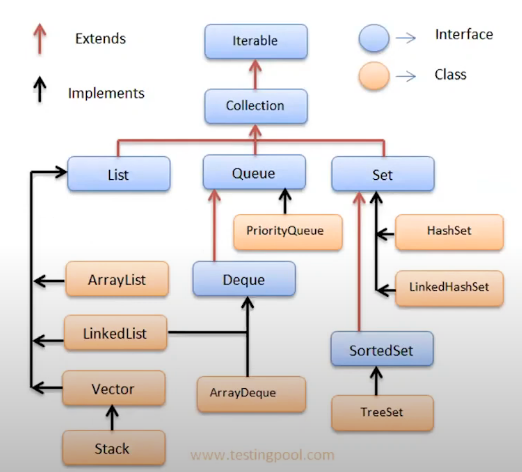 Extends
Iterable
Interface
Implements
Class
Collection
List
Queue
Set
PriorityQueue
HashSet
ArrayList
Deque
LinkedHashSet
LinkedList
SortedSet
Vector
ArrayDeque
TreeSet
Stack
www.testingpool.com